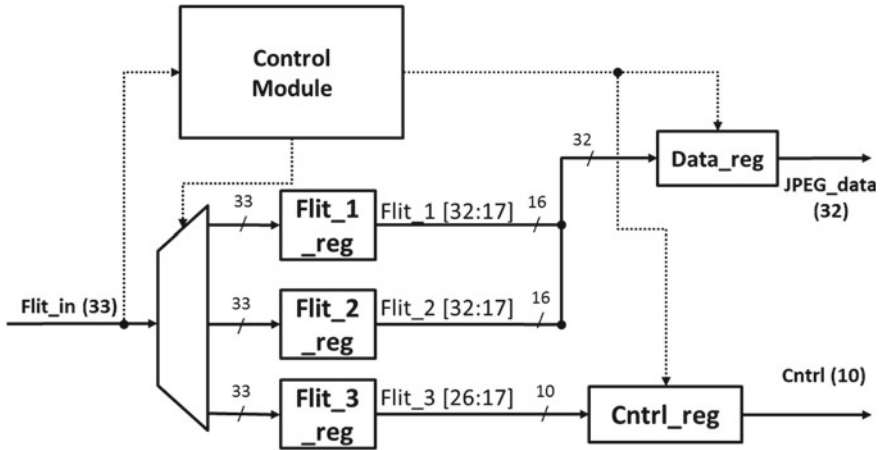 Control
Module
32
Data_reg
JPEG_data
(32)
33
Flit_1
_reg
Flit_1 [32:17]
16
Flit_in (33)
33
Flit_2
_reg
Flit_2 [32:17]
16
33
Flit_3
_reg
Flit_3 [26:17]
10
Cntrl_reg
Cntrl (10)